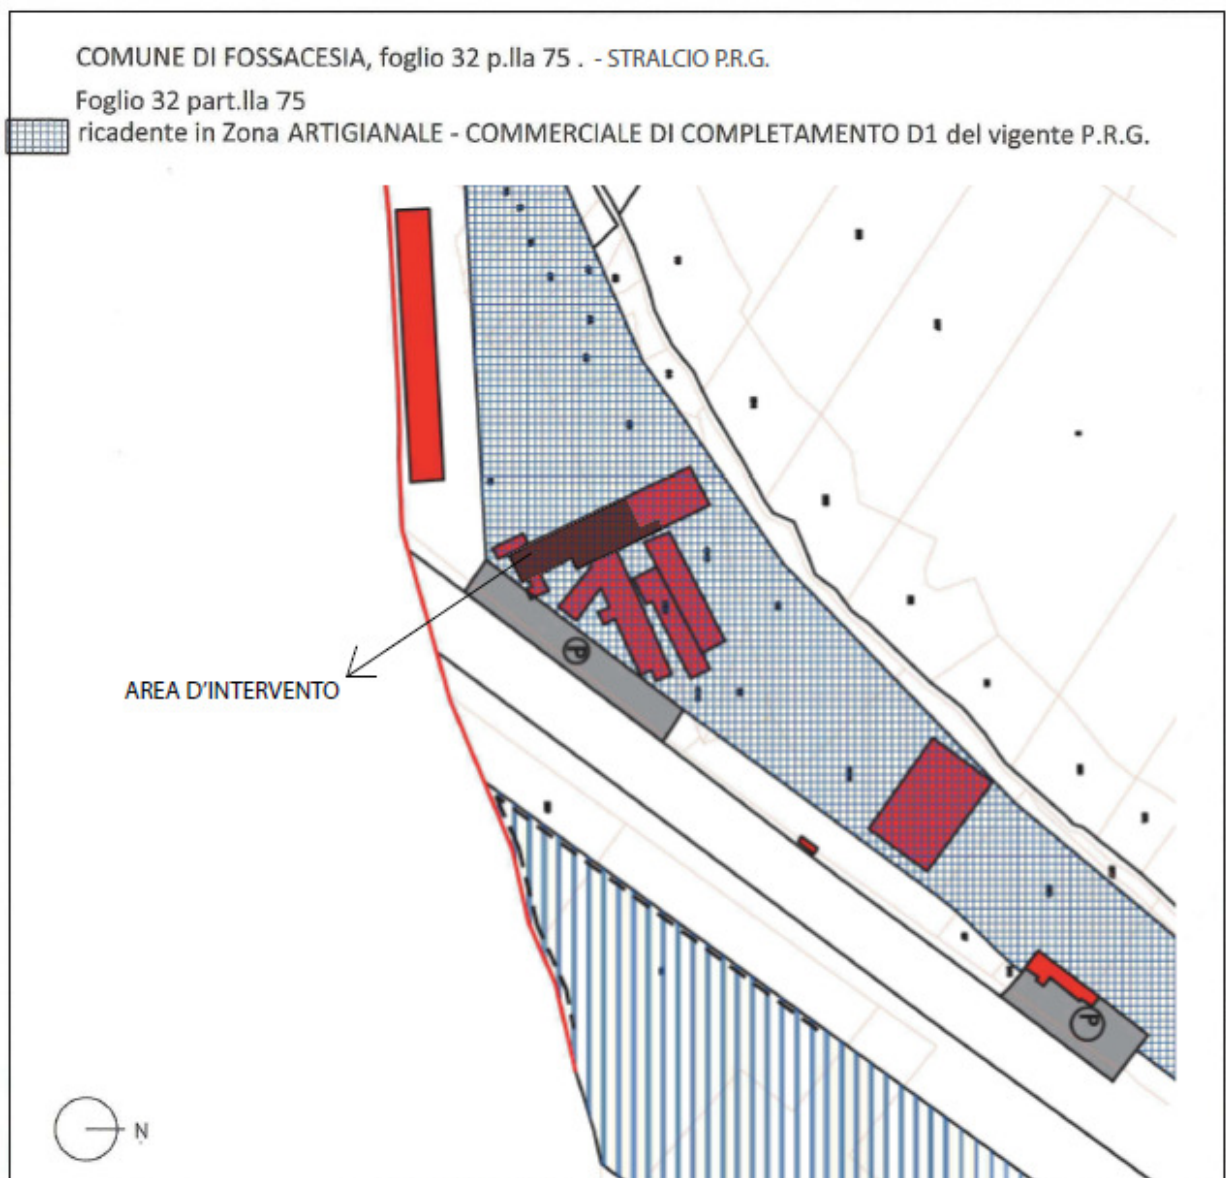 COMUNE DI FOSSACESIA, foglio 32 p.lla 75 . - STRALCIO P.R.G.
Foglio 32 part.lla 75
ricadente in Zona ARTIGIANALE - COMMERCIALE DI COMPLETAMENTO D1 del vigente P.R.G.
P
AREA D'INTERVENTO
P
N